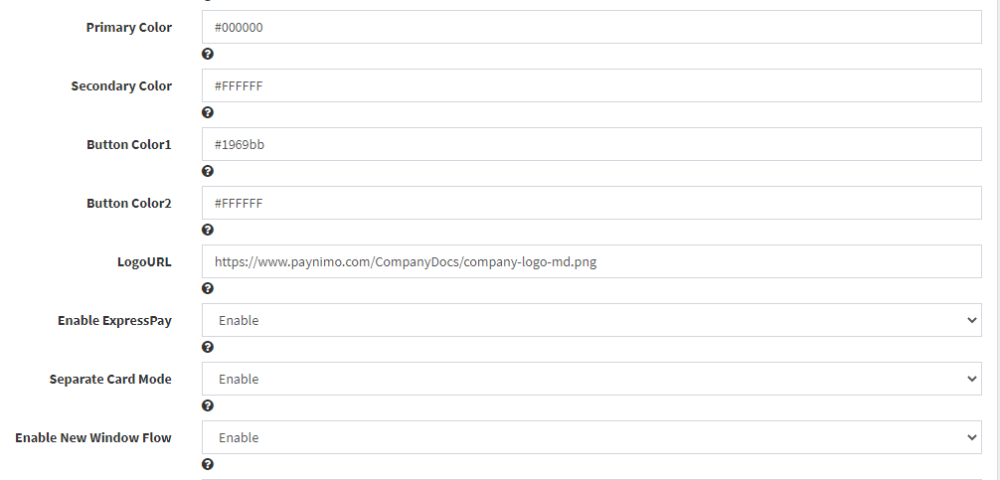 Primary Color #000000
Secondary Color #FFFFFF
Button Color1 #1969bb
Button Color2 #FFFFFF
LogoURL https://www.paynimo.com/CompanyDocs/company-logo-md.png
Enable ExpressPay Enable
Separate Card Mode Enable
Enable New Window Flow Enable